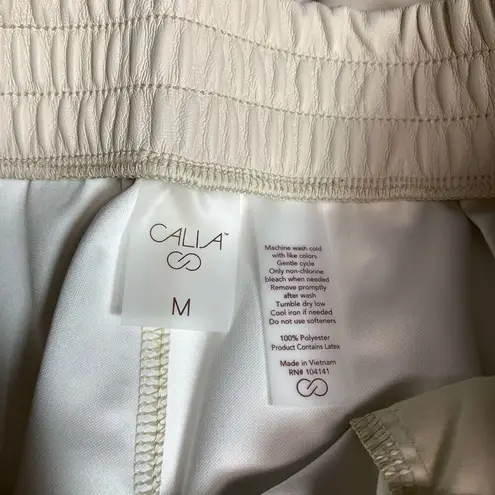 CALIA™
M
Machine wash cold
with like colors
Gentle cycle
Only non-chlorine
bleach when needed
Remove promptly
after wash
Tumble dry low
Cool iron if needed
Do not use softeners
100% Polyester
Product Contains Latex
Made in Vietnam
RN# 104141